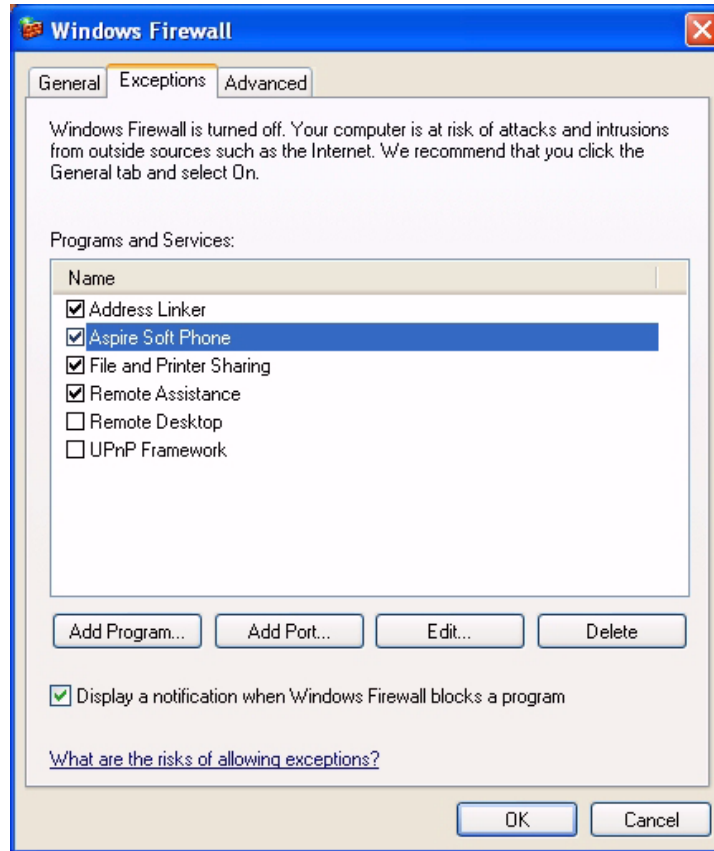 Windows Firewall
General Exceptions Advanced
Windows Firewall is turned off. Your computer is at risk of attacks and intrusions
from outside sources such as the Internet. We recommend that you click the
General tab and select On.
Programs and Services:
Name
Address Linker
Aspire Soft Phone
File and Printer Sharing
Remote Assistance
Remote Desktop
UPnP Framework
Add Program... Add Port... Edit... Delete
Display a notification when Windows Firewall blocks a program
What are the risks of allowing exceptions?
OK Cancel